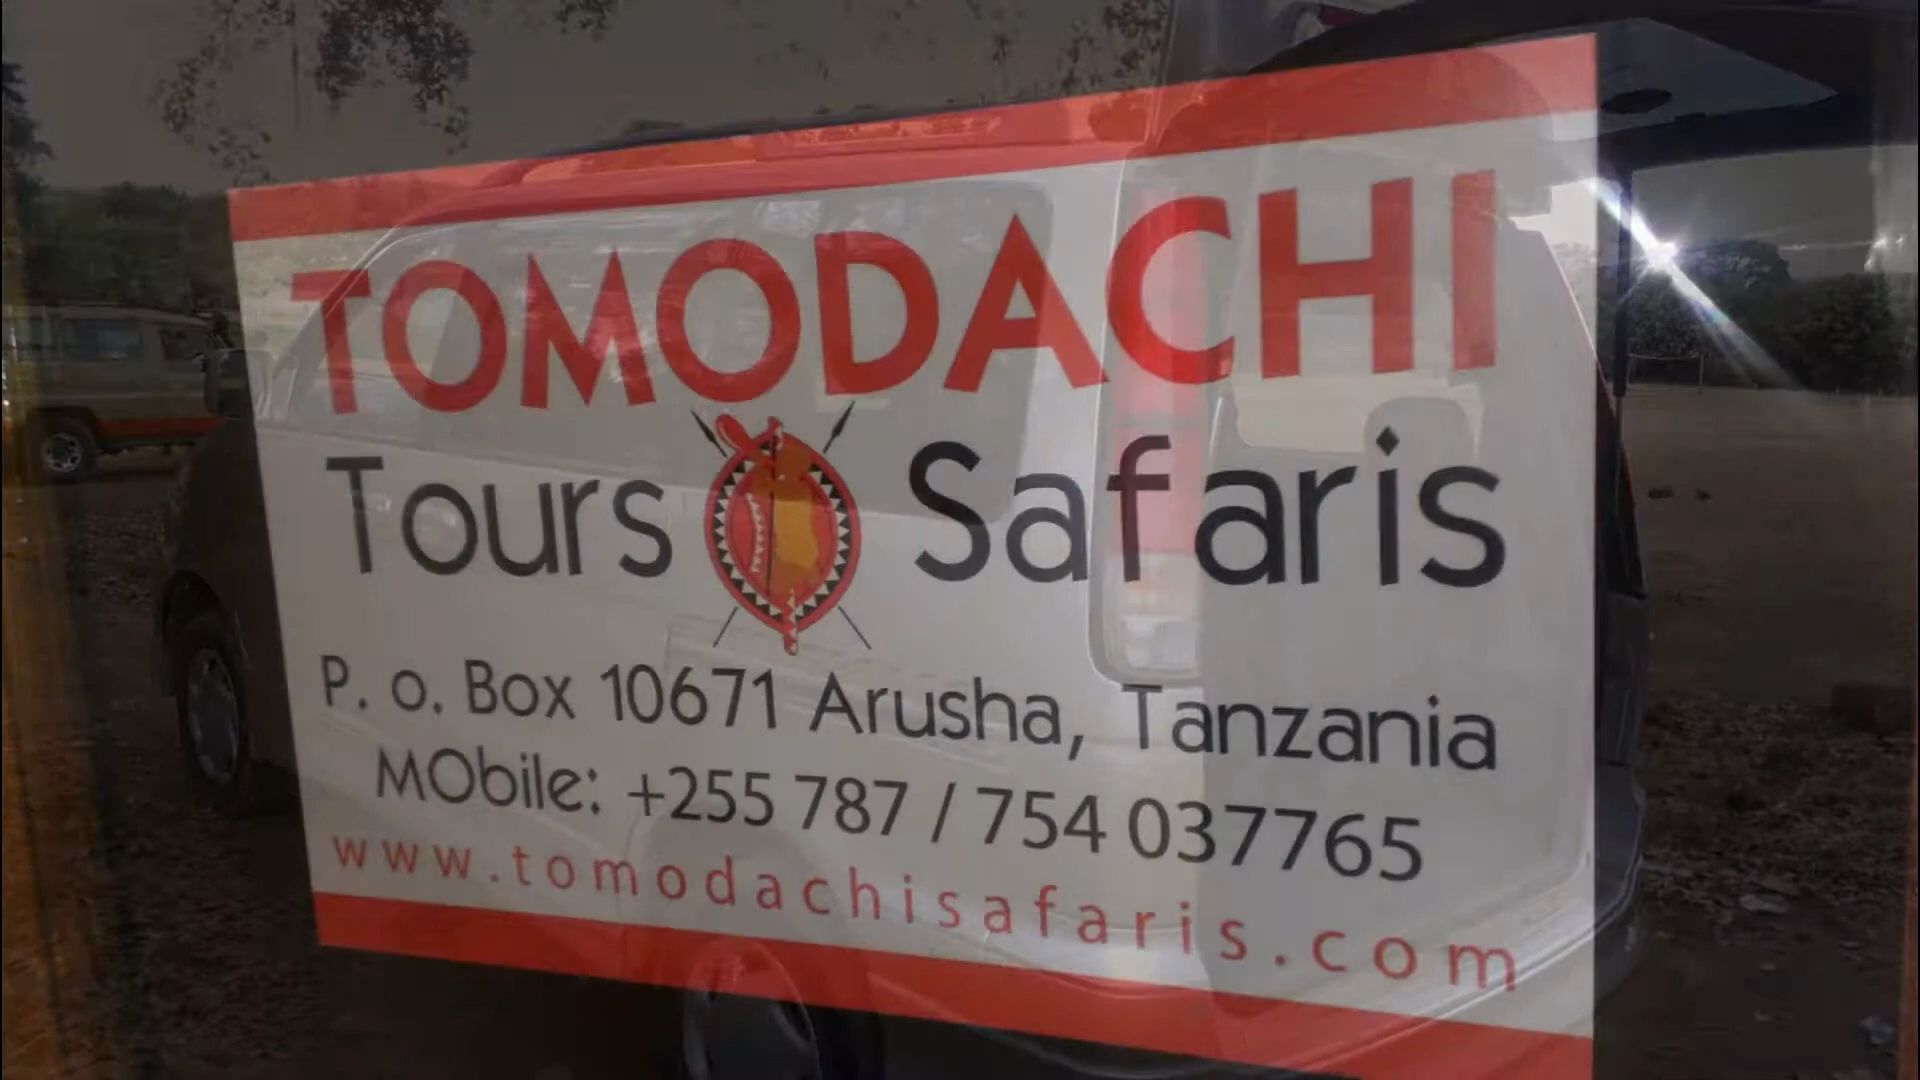 TOMODACHI
Tours Safaris
P. o. Box 10671 Arusha, Tanzania
MObile: +255 787 / 754 037765
www.tomodachisafaris.com